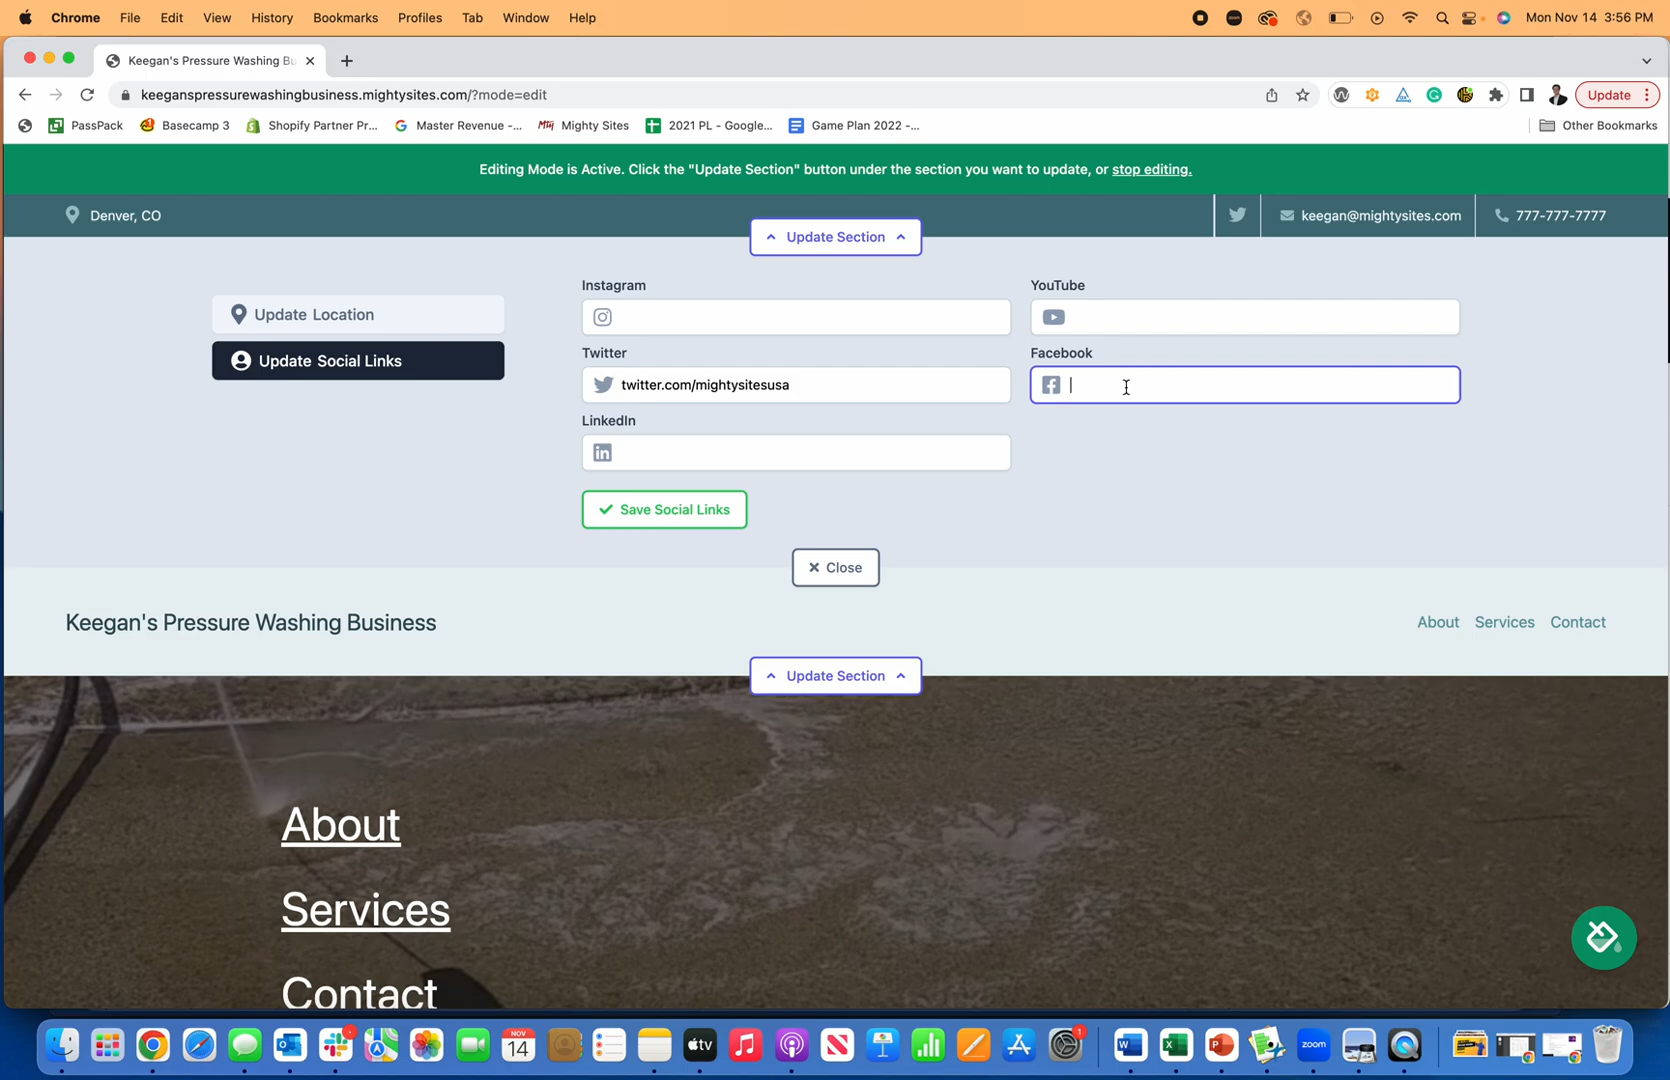 Chrome File Edit View History Bookmarks Profiles Tab Window Help Mon Nov 14 3:56 PM
Keegan's Pressure Washing Bu
keeganspressurewashingbusiness.mightysites.com/?mode=edit Update
PassPack Basecamp 3 Shopify Partner Pr... Master Revenue -... Mty Mighty Sites 2021 PL - Google... Game Plan 2022 -... Other Bookmarks
Editing Mode is Active. Click the "Update Section" button under the section you want to update, or stop editing.
Denver, CO keegan@mightysites.com 777-777-7777
Update Section
Instagram YouTube
Update Location
Twitter Facebook
Update Social Links
twitter.com/mightysitesusa
LinkedIn
Save Social Links
Close
Keegan's Pressure Washing Business About Services Contact
Update Section
About
Services
Contact
NOV
14
tv
zoom
1